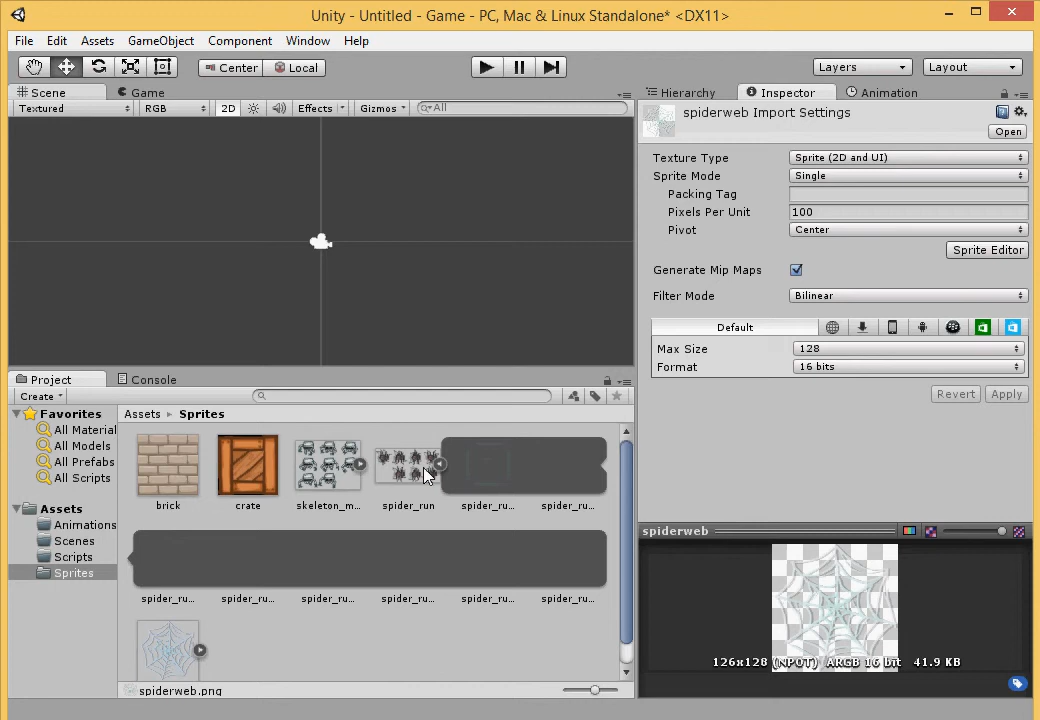 Unity - Untitled - Game - PC, Mac & Linux Standalone* <DX11>
File Edit Assets GameObject Component Window Help
Center Local Layers Layout
Scene Game Hierarchy Inspector Animation
Textured RGB 2D Effects Gizmos All
spiderweb Import Settings
Open
Texture Type Sprite (2D and UI)
Sprite Mode Single
Packing Tag
Pixels Per Unit 100
Pivot Center
Sprite Editor
Generate Mip Maps
Filter Mode Bilinear
Default
Max Size 128
Format 16 bits
Revert Apply
Project Console
Create
Favorites
All Material
All Models
All Prefabs
All Scripts
Assets
Animations
Scenes
Scripts
Sprites
Assets Sprites
brick crate skeleton_m... spider_run spider_ru... spider_ru...
spider_ru... spider_ru... spider_ru... spider_ru... spider_ru... spider_ru...
spiderweb.png
spiderweb
126x128 (NPOT) ARGB 16 bit 41.9 KB